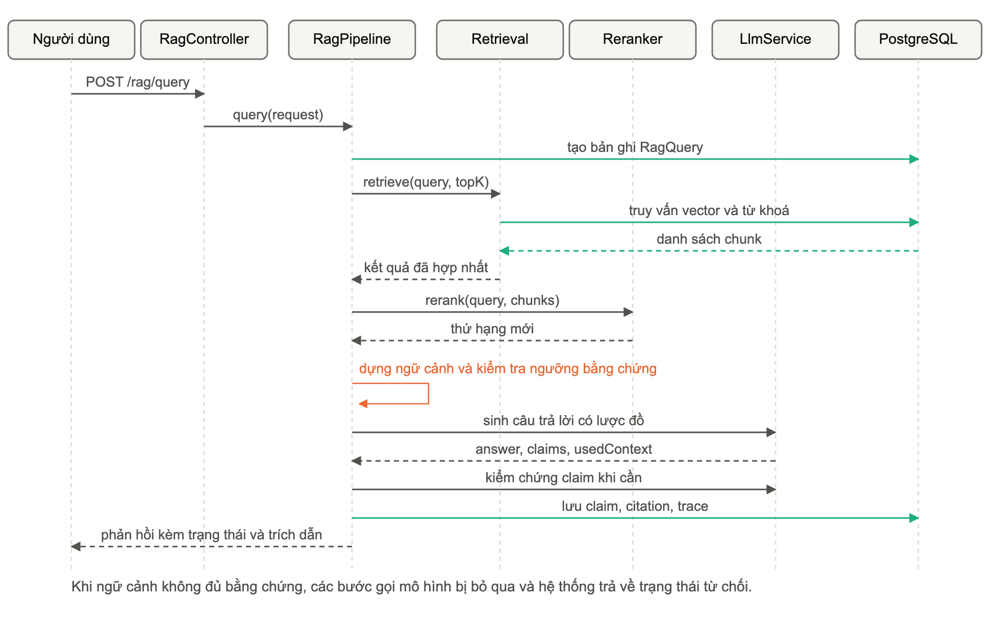 Người dùng
RagController
RagPipeline
Retrieval
Reranker
LlmService
PostgreSQL
POST /rag/query
query(request)
tạo bản ghi RagQuery
retrieve(query, topK)
truy vấn vector và từ khoá
danh sách chunk
kết quả đã hợp nhất
rerank(query, chunks)
thứ hạng mới
dựng ngữ cảnh và kiểm tra ngưỡng bằng chứng
sinh câu trả lời có lược đồ
answer, claims, usedContext
kiểm chứng claim khi cần
lưu claim, citation, trace
phản hồi kèm trạng thái và trích dẫn
Khi ngữ cảnh không đủ bằng chứng, các bước gọi mô hình bị bỏ qua và hệ thống trả về trạng thái từ chối.